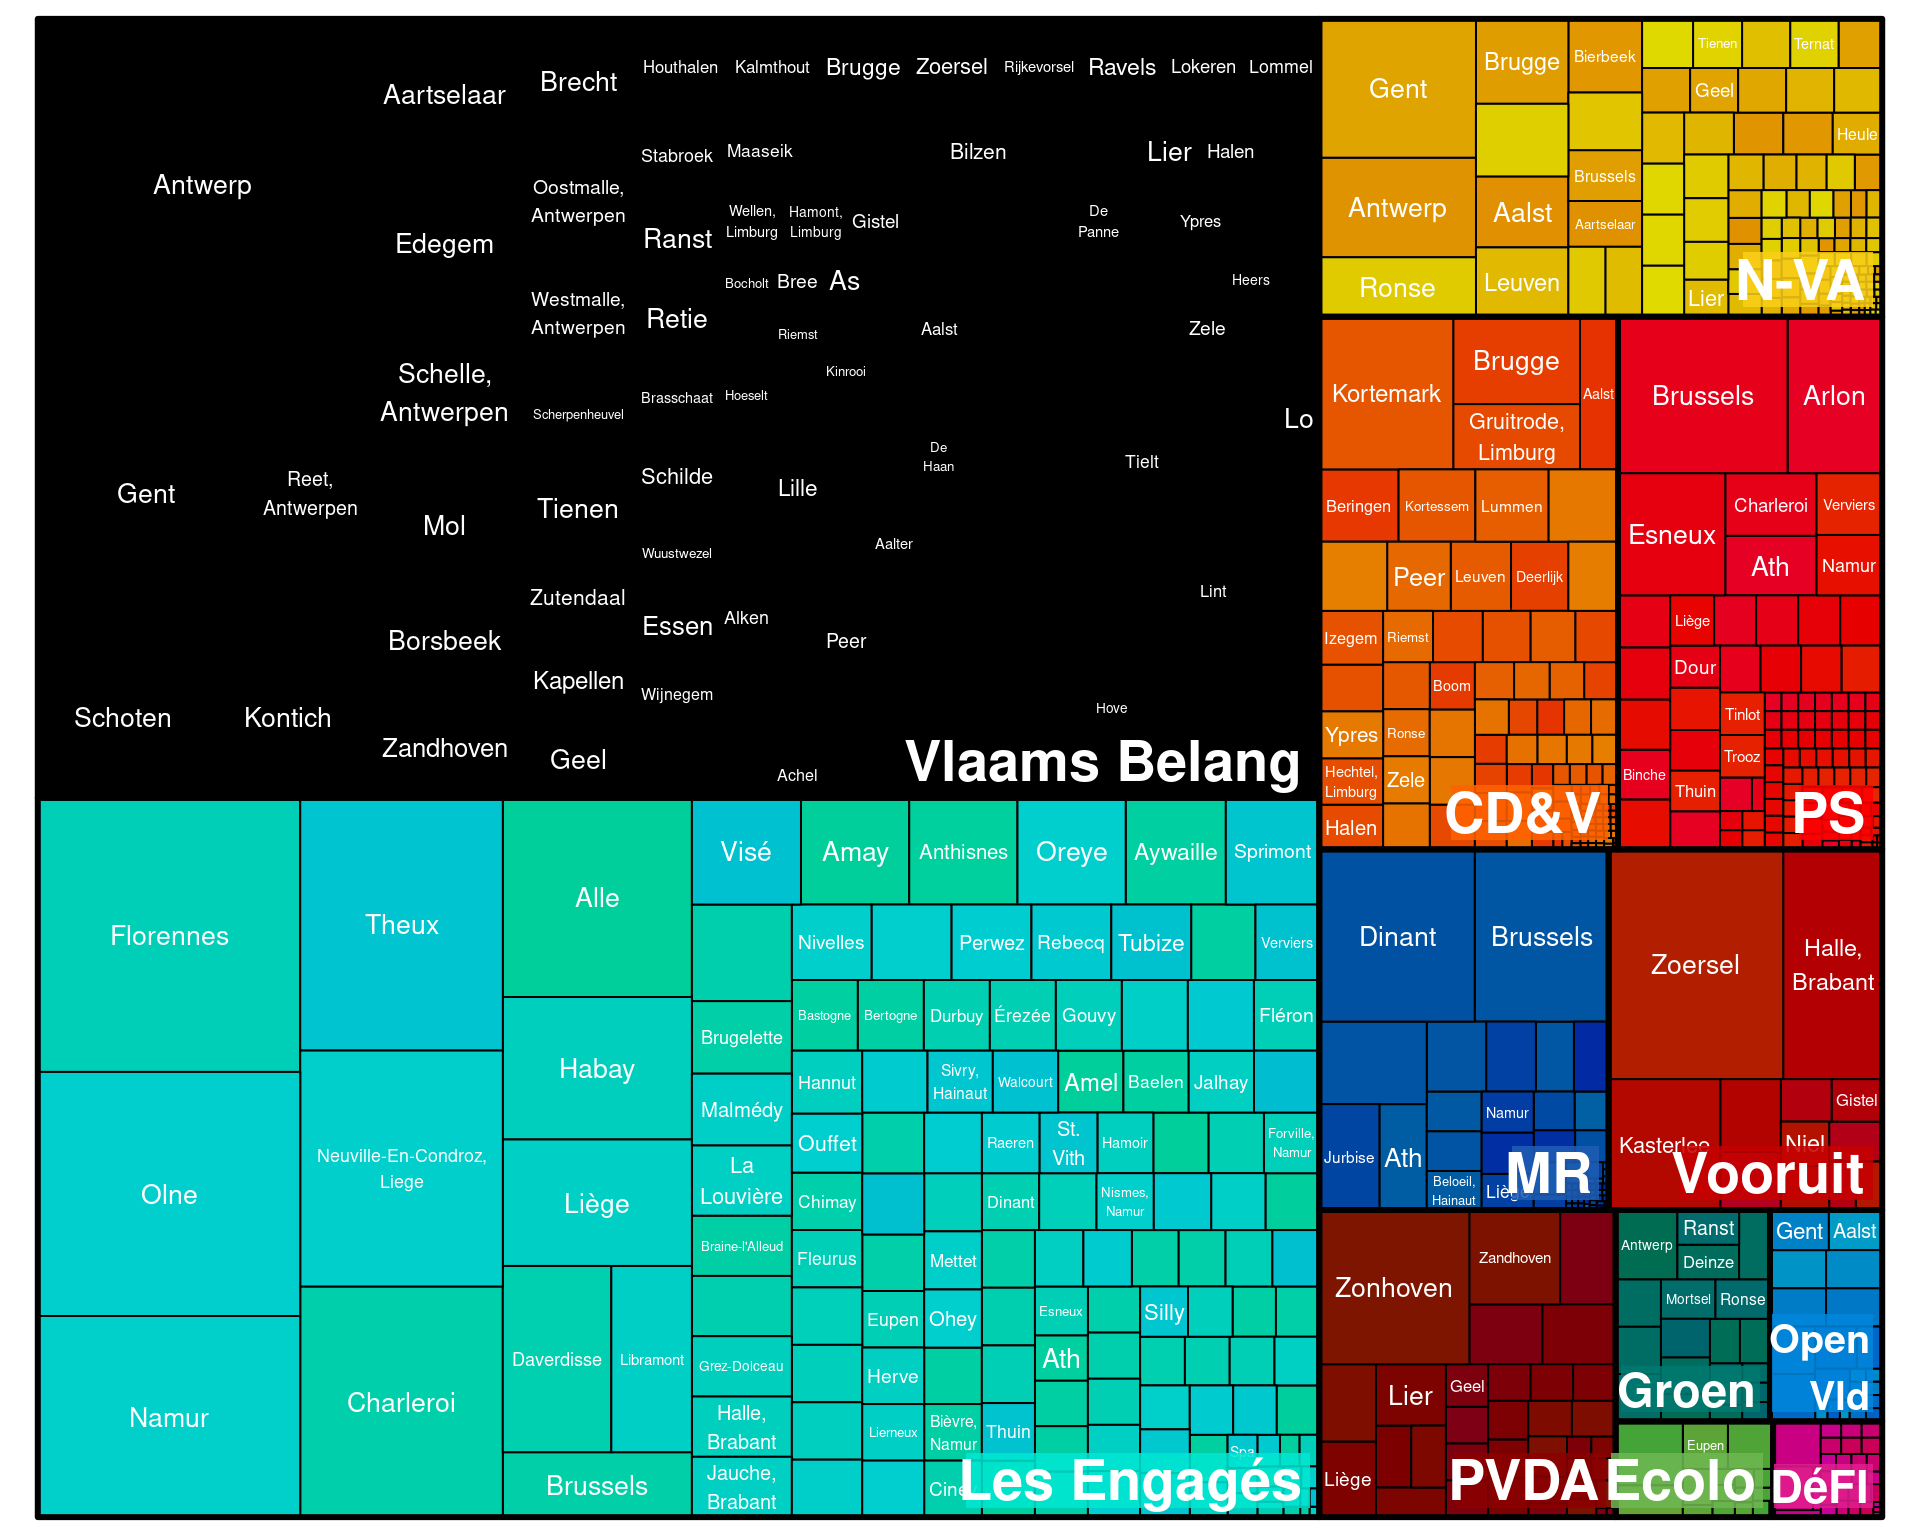 Houthalen
Kalmthout
Brugge
Zoersel
Rijkevorsel
Ravels
Lokeren
Lommel
Brecht
Aartselaar
Stabroek
Maaseik
Bilzen
Lier
Halen
Antwerp
Oostmalle,
Antwerpen
Wellen,
Limburg
Hamont,
Limburg
Gistel
De
Panne
Ypres
Edegem
Ranst
Bocholt
Bree
As
Heers
Westmalle,
Antwerpen
Retie
Riemst
Aalst
Zele
Schelle,
Antwerpen
Kinrooi
Scherpenheuvel
Brasschaat
Hoeselt
Lo
De
Haan
Tielt
Gent
Reet,
Antwerpen
Mol
Tienen
Schilde
Lille
Wuustwezel
Aalter
Zutendaal
Lint
Borsbeek
Essen
Alken
Peer
Kapellen
Wijnegem
Hove
Schoten
Kontich
Zandhoven
Geel
Achel
Vlaams Belang
Gent
Brugge
Bierbeek
Tienen
Ternat
Geel
Heule
Antwerp
Aalst
Brussels
Aartselaar
Ronse
Leuven
Lier
N-VA
Kortemark
Brugge
Aalst
Gruitrode,
Limburg
Beringen
Kortessem
Lummen
Peer
Leuven
Deerlijk
Izegem
Riemst
Boom
Ypres
Ronse
Hechtel,
Limburg
Zele
Halen
CD&V
Brussels
Arlon
Esneux
Charleroi
Verviers
Ath
Namur
Liège
Dour
Tinlot
Trooz
Binche
Thuin
PS
Florennes
Theux
Alle
Visé
Amay
Anthisnes
Oreye
Aywaille
Sprimont
Nivelles
Perwez
Rebecq
Tubize
Verviers
Brugelette
Bastogne
Bertogne
Durbuy
Érezée
Gouvy
Fléron
Habay
Malmédy
Hannut
Sivry,
Hainaut
Walcourt
Amel
Baelen
Jalhay
Olne
Neuville-En-Condroz,
Liege
Liège
La
Louvière
Ouffet
Raeren
St.
Vith
Hamoir
Forville,
Namur
Chimay
Dinant
Nismes,
Namur
Braine-l'Alleud
Fleurus
Mettet
Namur
Charleroi
Daverdisse
Libramont
Eupen
Ohey
Esneux
Silly
Grez-Doiceau
Herve
Ath
Halle,
Brabant
Lierneux
Bièvre,
Namur
Thuin
Spa
Brussels
Jauche,
Brabant
Les Engagés
Dinant
Brussels
Namur
Jurbise
Ath
Beloeil,
Hainaut
Liège
MR
Zoersel
Halle,
Brabant
Kasterlee
Gistel
Niel
Vooruit
Zonhoven
Zandhoven
Lier
Geel
Liège
PVDA
Antwerp
Ranst
Deinze
Mortsel
Ronse
Groen
Gent
Aalst
Open
Vld
Eupen
Ecolo
DéFI